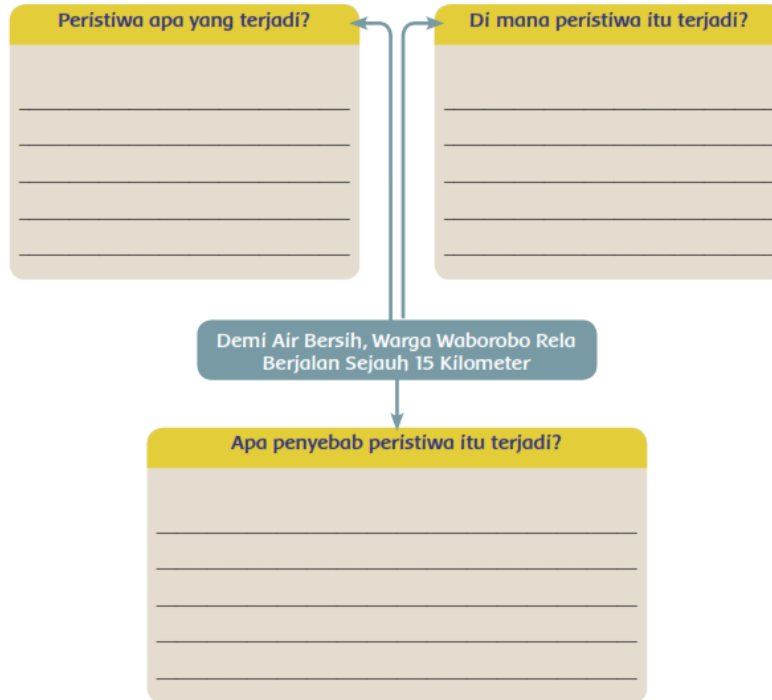 Peristiwa apa yang terjadi?
Di mana peristiwa itu terjadi?
Demi Air Bersih, Warga Waborobo Rela
Berjalan Sejauh 15 Kilometer
Apa penyebab peristiwa itu terjadi?